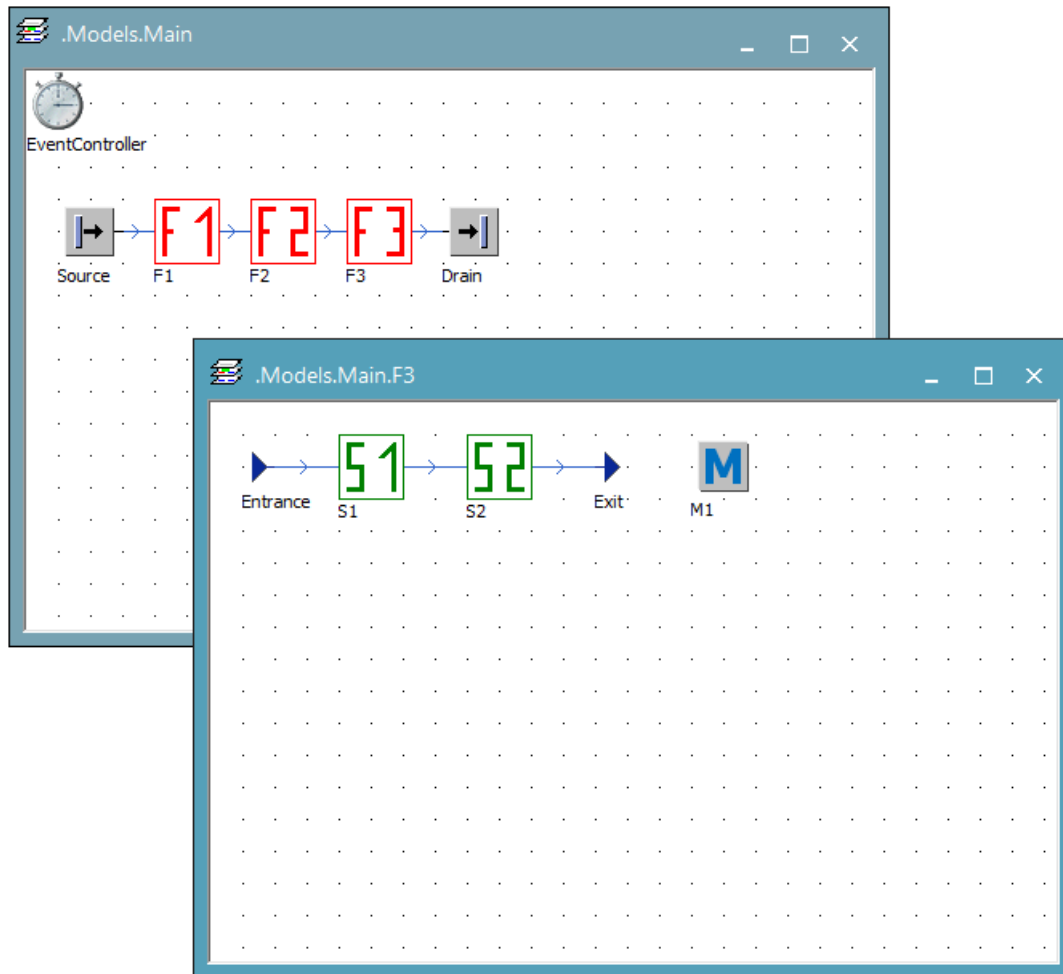 .Models.Main
EventController
F1 F2 F3
Source F1 F2 F3 Drain
.Models.Main.F3
S1 S2 M
Entrance S1 S2 Exit M1